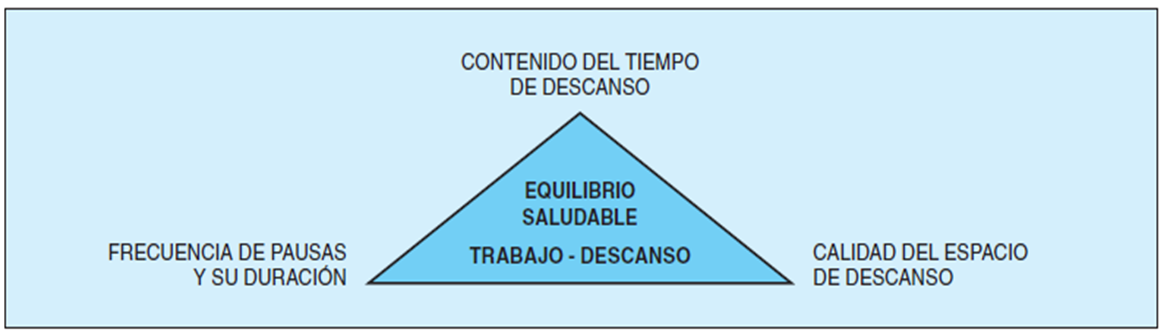 CONTENIDO DEL TIEMPO
DE DESCANSO
EQUILIBRIO
SALUDABLE
TRABAJO - DESCANSO
FRECUENCIA DE PAUSAS
Y SU DURACIÓN
CALIDAD DEL ESPACIO
DE DESCANSO